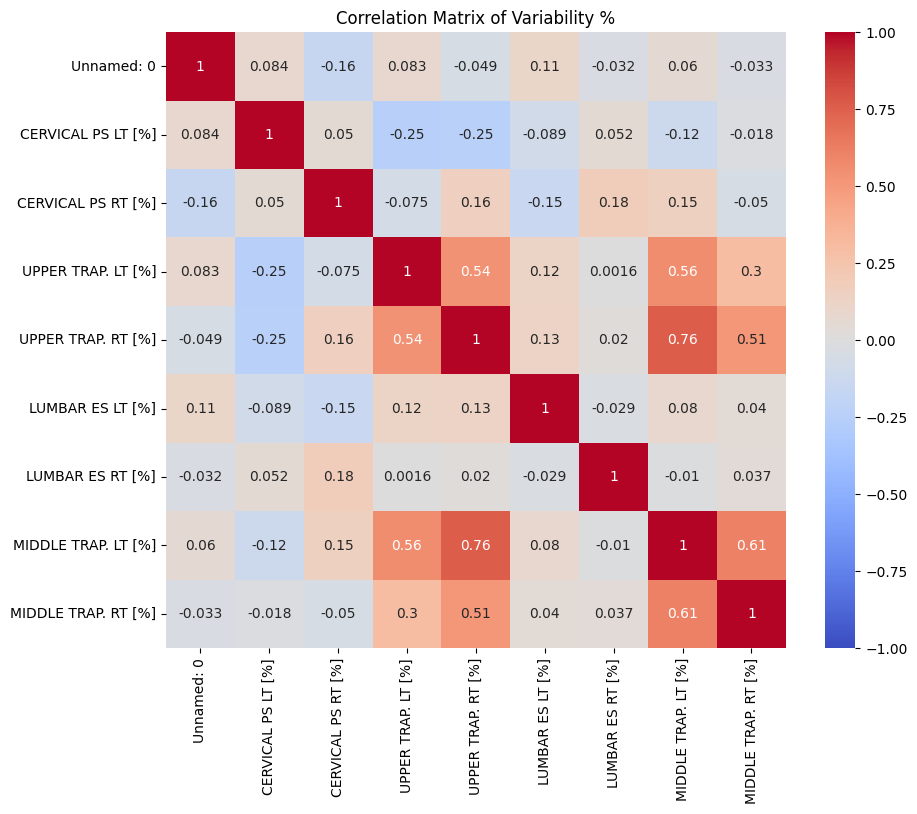 Correlation Matrix of Variability %
Unnamed: 0 1 0.084 -0.16 0.083 -0.049 0.11 -0.032 0.06 -0.033
CERVICAL PS LT [%] 0.084 1 0.05 -0.25 -0.25 -0.089 0.052 -0.12 -0.018
CERVICAL PS RT [%] -0.16 0.05 1 -0.075 0.16 -0.15 0.18 0.15 -0.05
UPPER TRAP. LT [%] 0.083 -0.25 -0.075 1 0.54 0.12 0.0016 0.56 0.3
UPPER TRAP. RT [%] -0.049 -0.25 0.16 0.54 1 0.13 0.02 0.76 0.51
LUMBAR ES LT [%] 0.11 -0.089 -0.15 0.12 0.13 1 -0.029 0.08 0.04
LUMBAR ES RT [%] -0.032 0.052 0.18 0.0016 0.02 -0.029 1 -0.01 0.037
MIDDLE TRAP. LT [%] 0.06 -0.12 0.15 0.56 0.76 0.08 -0.01 1 0.61
MIDDLE TRAP. RT [%] -0.033 -0.018 -0.05 0.3 0.51 0.04 0.037 0.61 1
Unnamed: 0
CERVICAL PS LT [%]
CERVICAL PS RT [%]
UPPER TRAP. LT [%]
UPPER TRAP. RT [%]
LUMBAR ES LT [%]
LUMBAR ES RT [%]
MIDDLE TRAP. LT [%]
MIDDLE TRAP. RT [%]
1.00
0.75
0.50
0.25
0.00
−0.25
−0.50
−0.75
−1.00